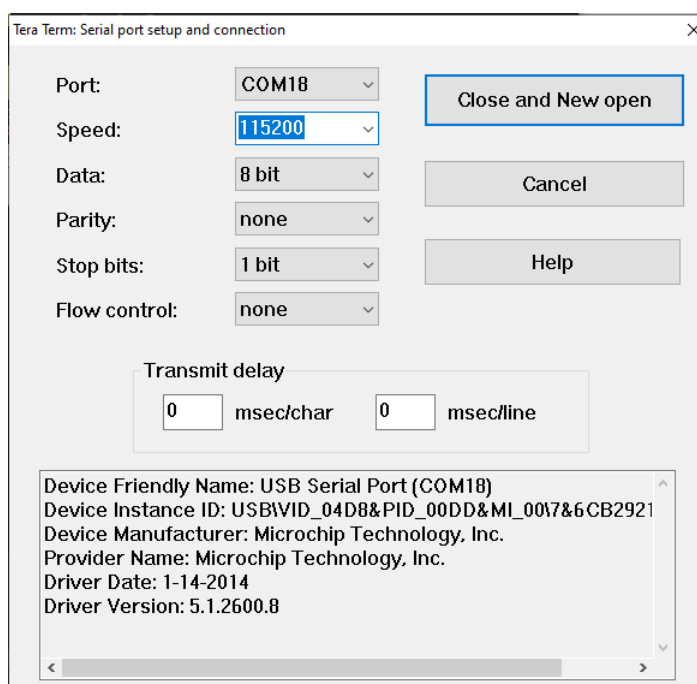 Tera Term: Serial port setup and connection
Port: COM18
Close and New open
Speed: 115200
Data: 8 bit
Cancel
Parity: none
Stop bits: 1 bit
Help
Flow control: none
Transmit delay
0 msec/char 0 msec/line
Device Friendly Name: USB Serial Port (COM18)
Device Instance ID: USB\VID_04D8&PID_00DD&MI_00\7&6CB2921
Device Manufacturer: Microchip Technology, Inc.
Provider Name: Microchip Technology, Inc.
Driver Date: 1-14-2014
Driver Version: 5.1.2600.8